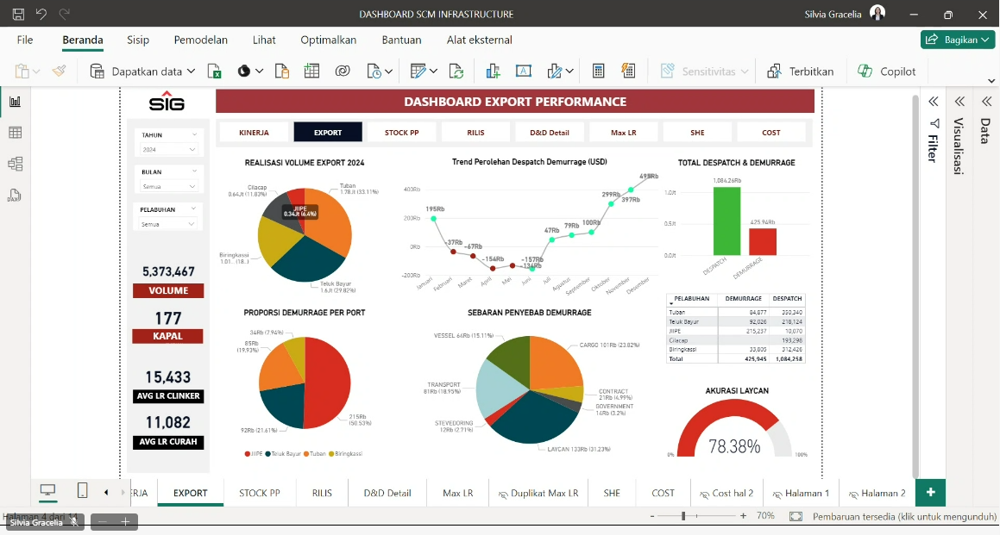 DASHBOARD SCM INFRASTRUCTURE
Silvia Gracelia
File
Beranda
Sisip
Pemodelan
Lihat
Optimalkan
Bantuan
Alat eksternal
Bagikan
Dapatkan data
Sensitivitas
Terbitkan
Copilot
SIG
DASHBOARD EXPORT PERFORMANCE
KINERJA
EXPORT
STOCK PP
RILIS
D&D Detail
Max LR
SHE
COST
TAHUN
2024
BULAN
Semua
PELABUHAN
Semua
5,373,467
VOLUME
177
KAPAL
15,433
AVG LR CLINKER
11,082
AVG LR CURAH
REALISASI VOLUME EXPORT 2024
Cilacap
0.64Jt (11.83%)
Tuban
1.78Jt (33.11%)
JIIPE
0.34Jt (6.4%)
Biringkassi
1.01... (18...)
Teluk Bayur
1.6Jt (29.82%)
Trend Perolehan Despatch Demurrage (USD)
400Rb
200Rb
0Rb
-200Rb
195Rb
-37Rb
-67Rb
-154Rb
-157Rb
-134Rb
47Rb
79Rb
100Rb
299Rb
397Rb
495Rb
Januari
Februari
Maret
April
Mei
Juni
Juli
Agustus
September
Oktober
November
Desember
TOTAL DESPATCH & DEMURRAGE
1.0Jt
0.5Jt
0.0Jt
1,084.26Rb
425.94Rb
DESPATCH
DEMURRAGE
PROPORSI DEMURRAGE PER PORT
34Rb (7.94%)
85Rb
(19.93%)
92Rb (21.61%)
215Rb
(50.53%)
JIIPE Teluk Bayur Tuban Biringkassi
SEBARAN PENYEBAB DEMURRAGE
VESSEL 64Rb (15.11%)
CARGO 101Rb (23.82%)
TRANSPORT
81Rb (18.95%)
CONTRACT
21Rb (4.99%)
GOVERNMENT
14Rb (3.2%)
STEVEDORING
12Rb (2.71%)
LAYCAN 133Rb (31.23%)
PELABUHAN DEMURRAGE DESPATCH
Tuban 84,877 350,340
Teluk Bayur 92,026 218,124
JIIPE 215,237 10,070
Cilacap 193,298
Biringkassi 33,805 312,426
Total 425,945 1,084,258
AKURASI LAYCAN
78.38%
0%
100%
Filter
Visualisasi
Data
RJA
EXPORT
STOCK PP
RILIS
D&D Detail
Max LR
Duplikat Max LR
SHE
COST
Cost hal 2
Halaman 1
Halaman 2
+
Halaman 4 dari 14
Silvia Gracelia
- + 70%
Pembaruan tersedia (klik untuk mengunduh)